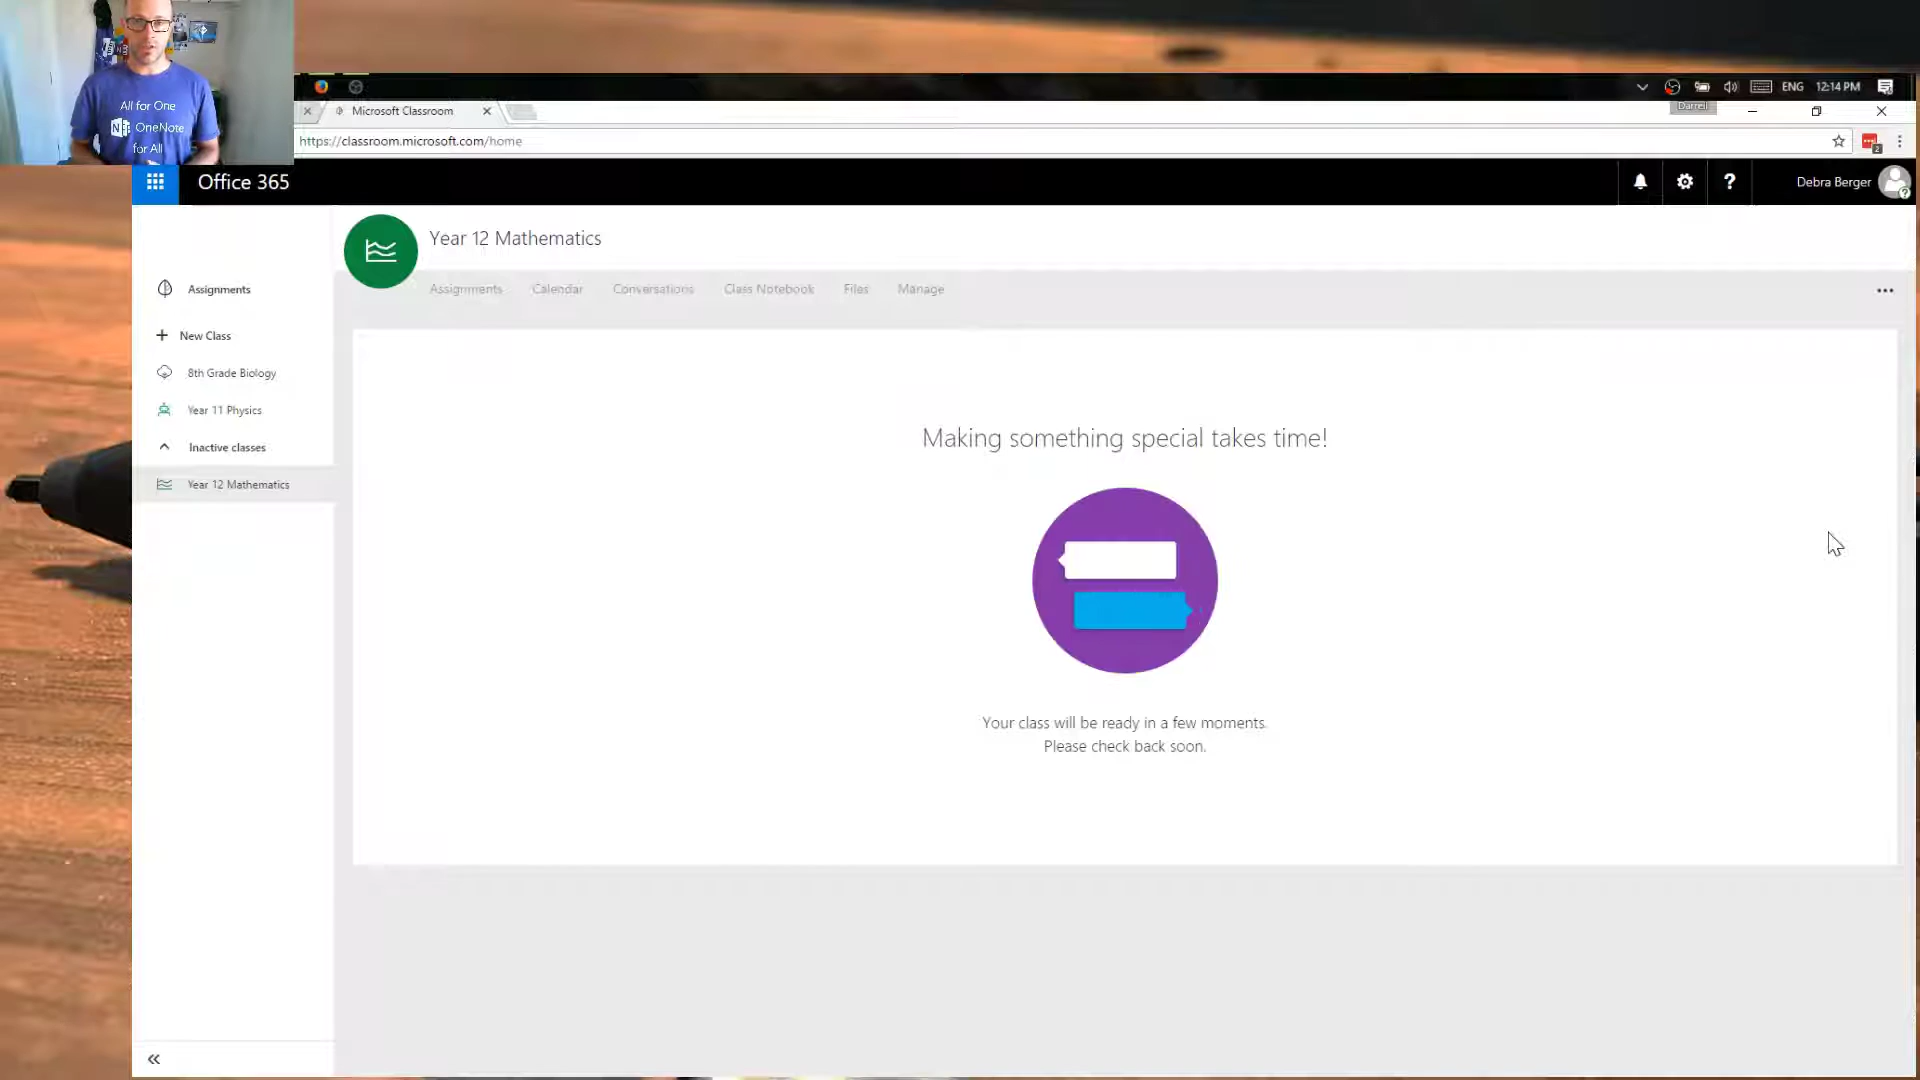 All for One
N OneNote
for All
ENG 12:14 PM
Microsoft Classroom
Darrell
https://classroom.microsoft.com/home
2
Office 365
Debra Berger
Year 12 Mathematics
Assignments Calendar Conversations Class Notebook Files Manage
Assignments
New Class
8th Grade Biology
Year 11 Physics
Inactive classes
Year 12 Mathematics
Making something special takes time!
Your class will be ready in a few moments.
Please check back soon.